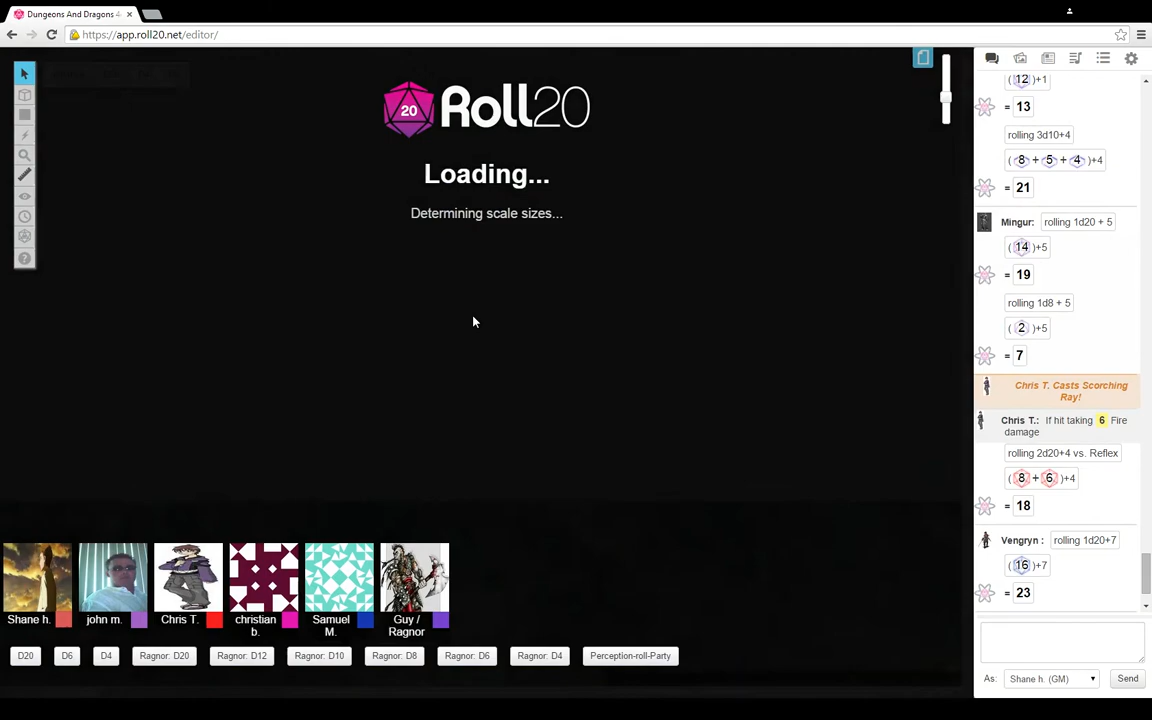 Dungeons And Dragons 4
https://app.roll20.net/editor/
20
Roll20
Loading...
Determining scale sizes...
(12)+1
= 13
rolling 3d10+4
(8+5+4)+4
= 21
Mingur: rolling 1d20 + 5
(14)+5
= 19
rolling 1d8 + 5
(2)+5
= 7
Chris T. Casts Scorching
Ray!
Chris T.: If hit taking 6 Fire
damage
rolling 2d20+4 vs. Reflex
(8+6)+4
= 18
Vengryn : rolling 1d20+7
(16)+7
= 23
Shane h.
john m.
Chris T.
christian
b.
Samuel
M.
Guy /
Ragnor
D20 D6 D4 Ragnor: D20 Ragnor: D12 Ragnor: D10 Ragnor: D8 Ragnor: D6 Ragnor: D4 Perception-roll-Party
As: Shane h. (GM) Send